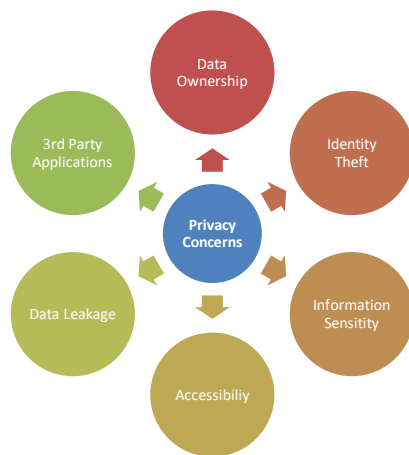 Data
Ownership
3rd Party
Applications
Identity
Theft
Privacy
Concerns
Data Leakage
Information
Sensitity
Accessibiliy